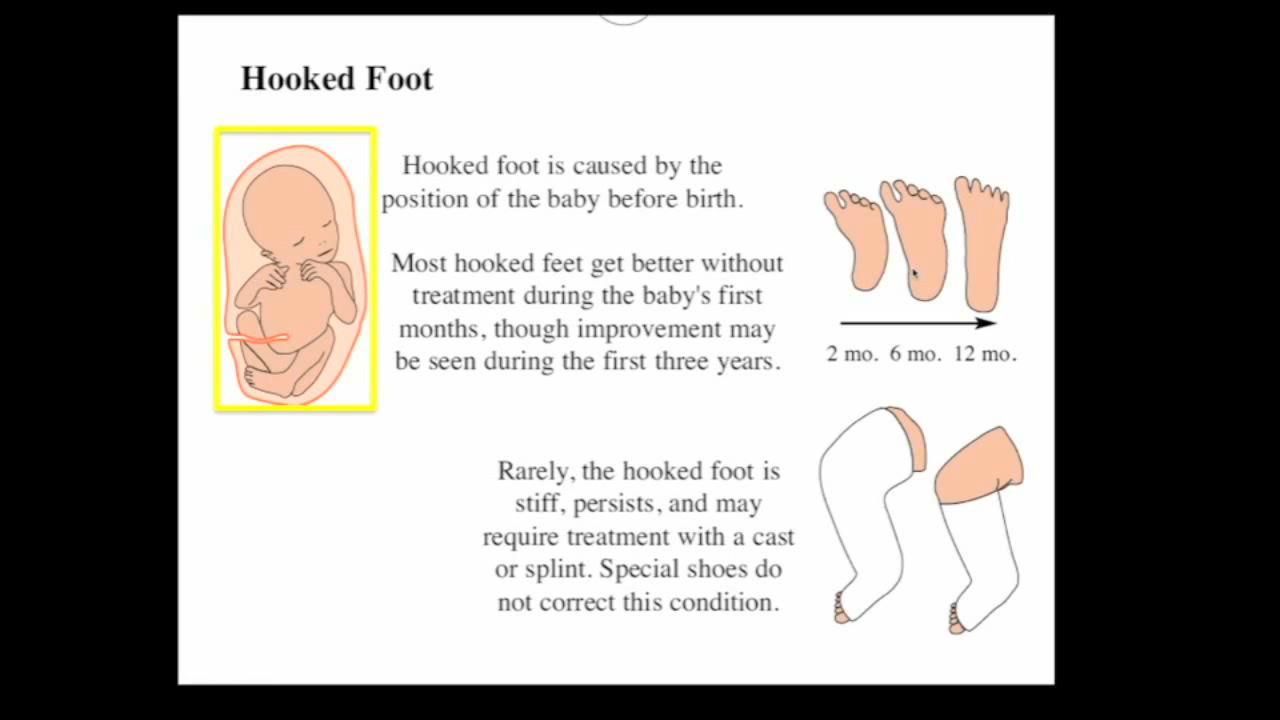 Hooked Foot
Hooked foot is caused by the
position of the baby before birth.
Most hooked feet get better without
treatment during the baby's first
months, though improvement may
be seen during the first three years.
2 mo. 6 mo. 12 mo.
Rarely, the hooked foot is
stiff, persists, and may
require treatment with a cast
or splint. Special shoes do
not correct this condition.